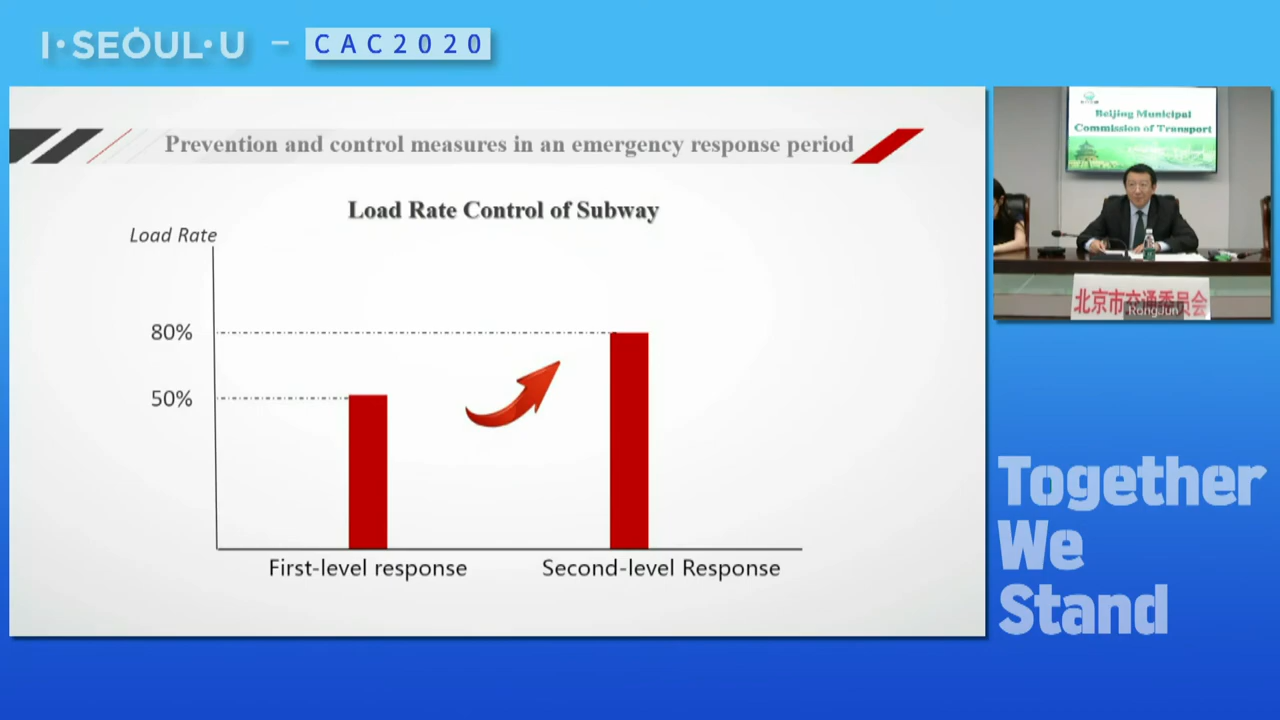 I·SEOUL·U – CAC2020
Prevention and control measures in an emergency response period
Load Rate Control of Subway
Load Rate
80%
50%
First-level response
Second-level Response
Beijing Municipal
Commission of Transport
北京市交通委员会
RongJun
Together
We
Stand